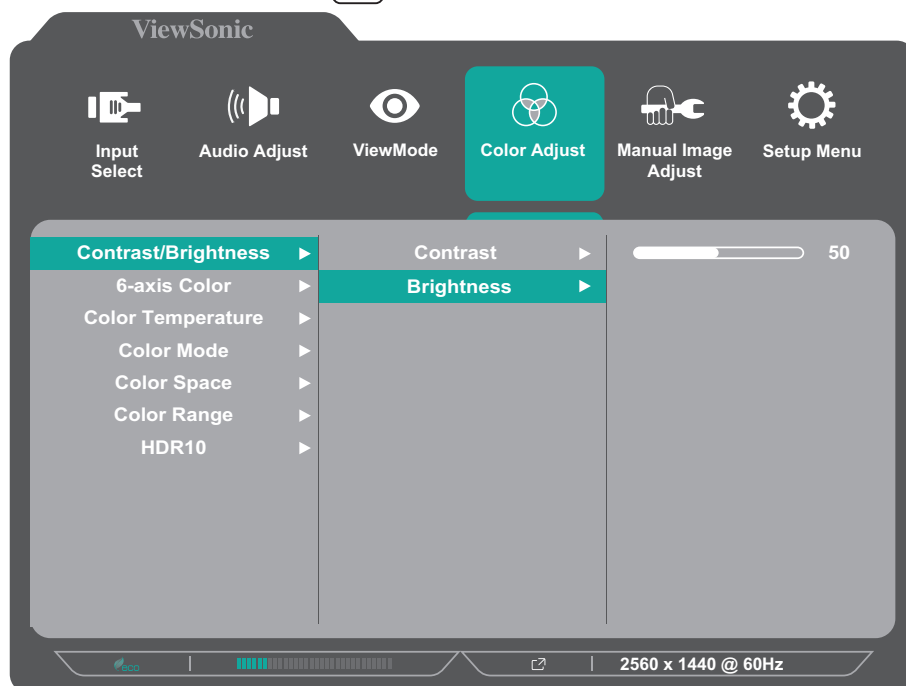 ViewSonic
Input Select
Audio Adjust
ViewMode
Color Adjust
Manual Image Adjust
Setup Menu
Contrast/Brightness
Contrast
50
6-axis Color
Brightness
Color Temperature
Color Mode
Color Space
Color Range
HDR10
eco
2560 x 1440 @ 60Hz